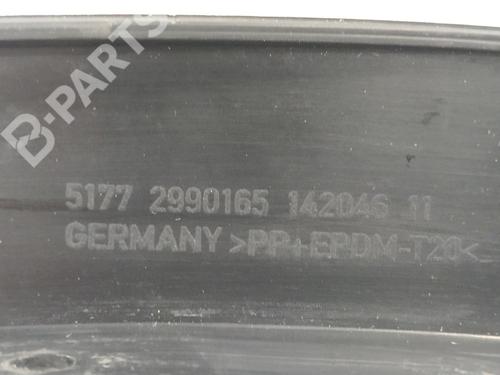 B-PARTS
5177 2990165 142046 11
GERMANY >PP+EPDM-T20<